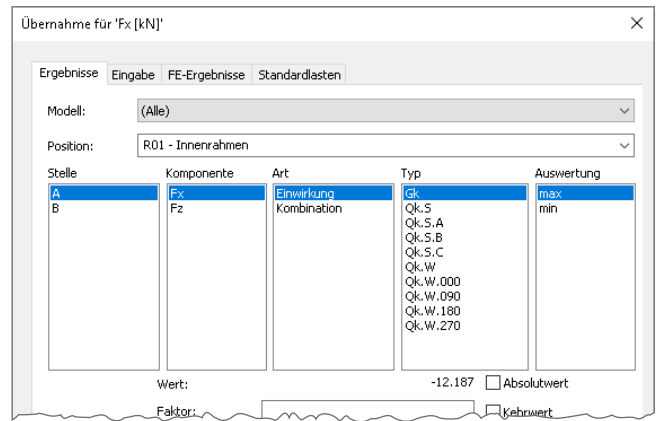 Übernahme für 'Fx [kN]'
Ergebnisse Eingabe FE-Ergebnisse Standardlasten
Modell: (Alle)
Position: R01 - Innenrahmen
Stelle Komponente Art Typ Auswertung
A Fx Einwirkung Gk max
B Fz Kombination Qk.S min
Qk.S.A
Qk.S.B
Qk.S.C
Qk.W
Qk.W.000
Qk.W.090
Qk.W.180
Qk.W.270
Wert: -12.187 Absolutwert
Faktor: Kehrwert